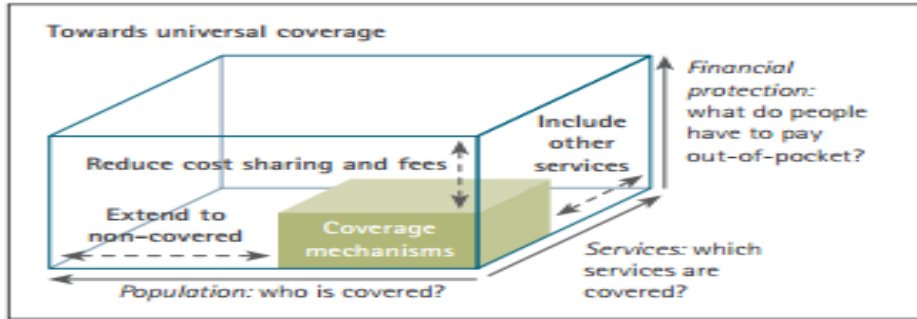 Towards universal coverage
Financial
protection:
what do people
have to pay
out-of-pocket?
Include
other
services
Reduce cost sharing and fees
Extend to
non-covered
Coverage
mechanisms
Services: which
services are
covered?
Population: who is covered?